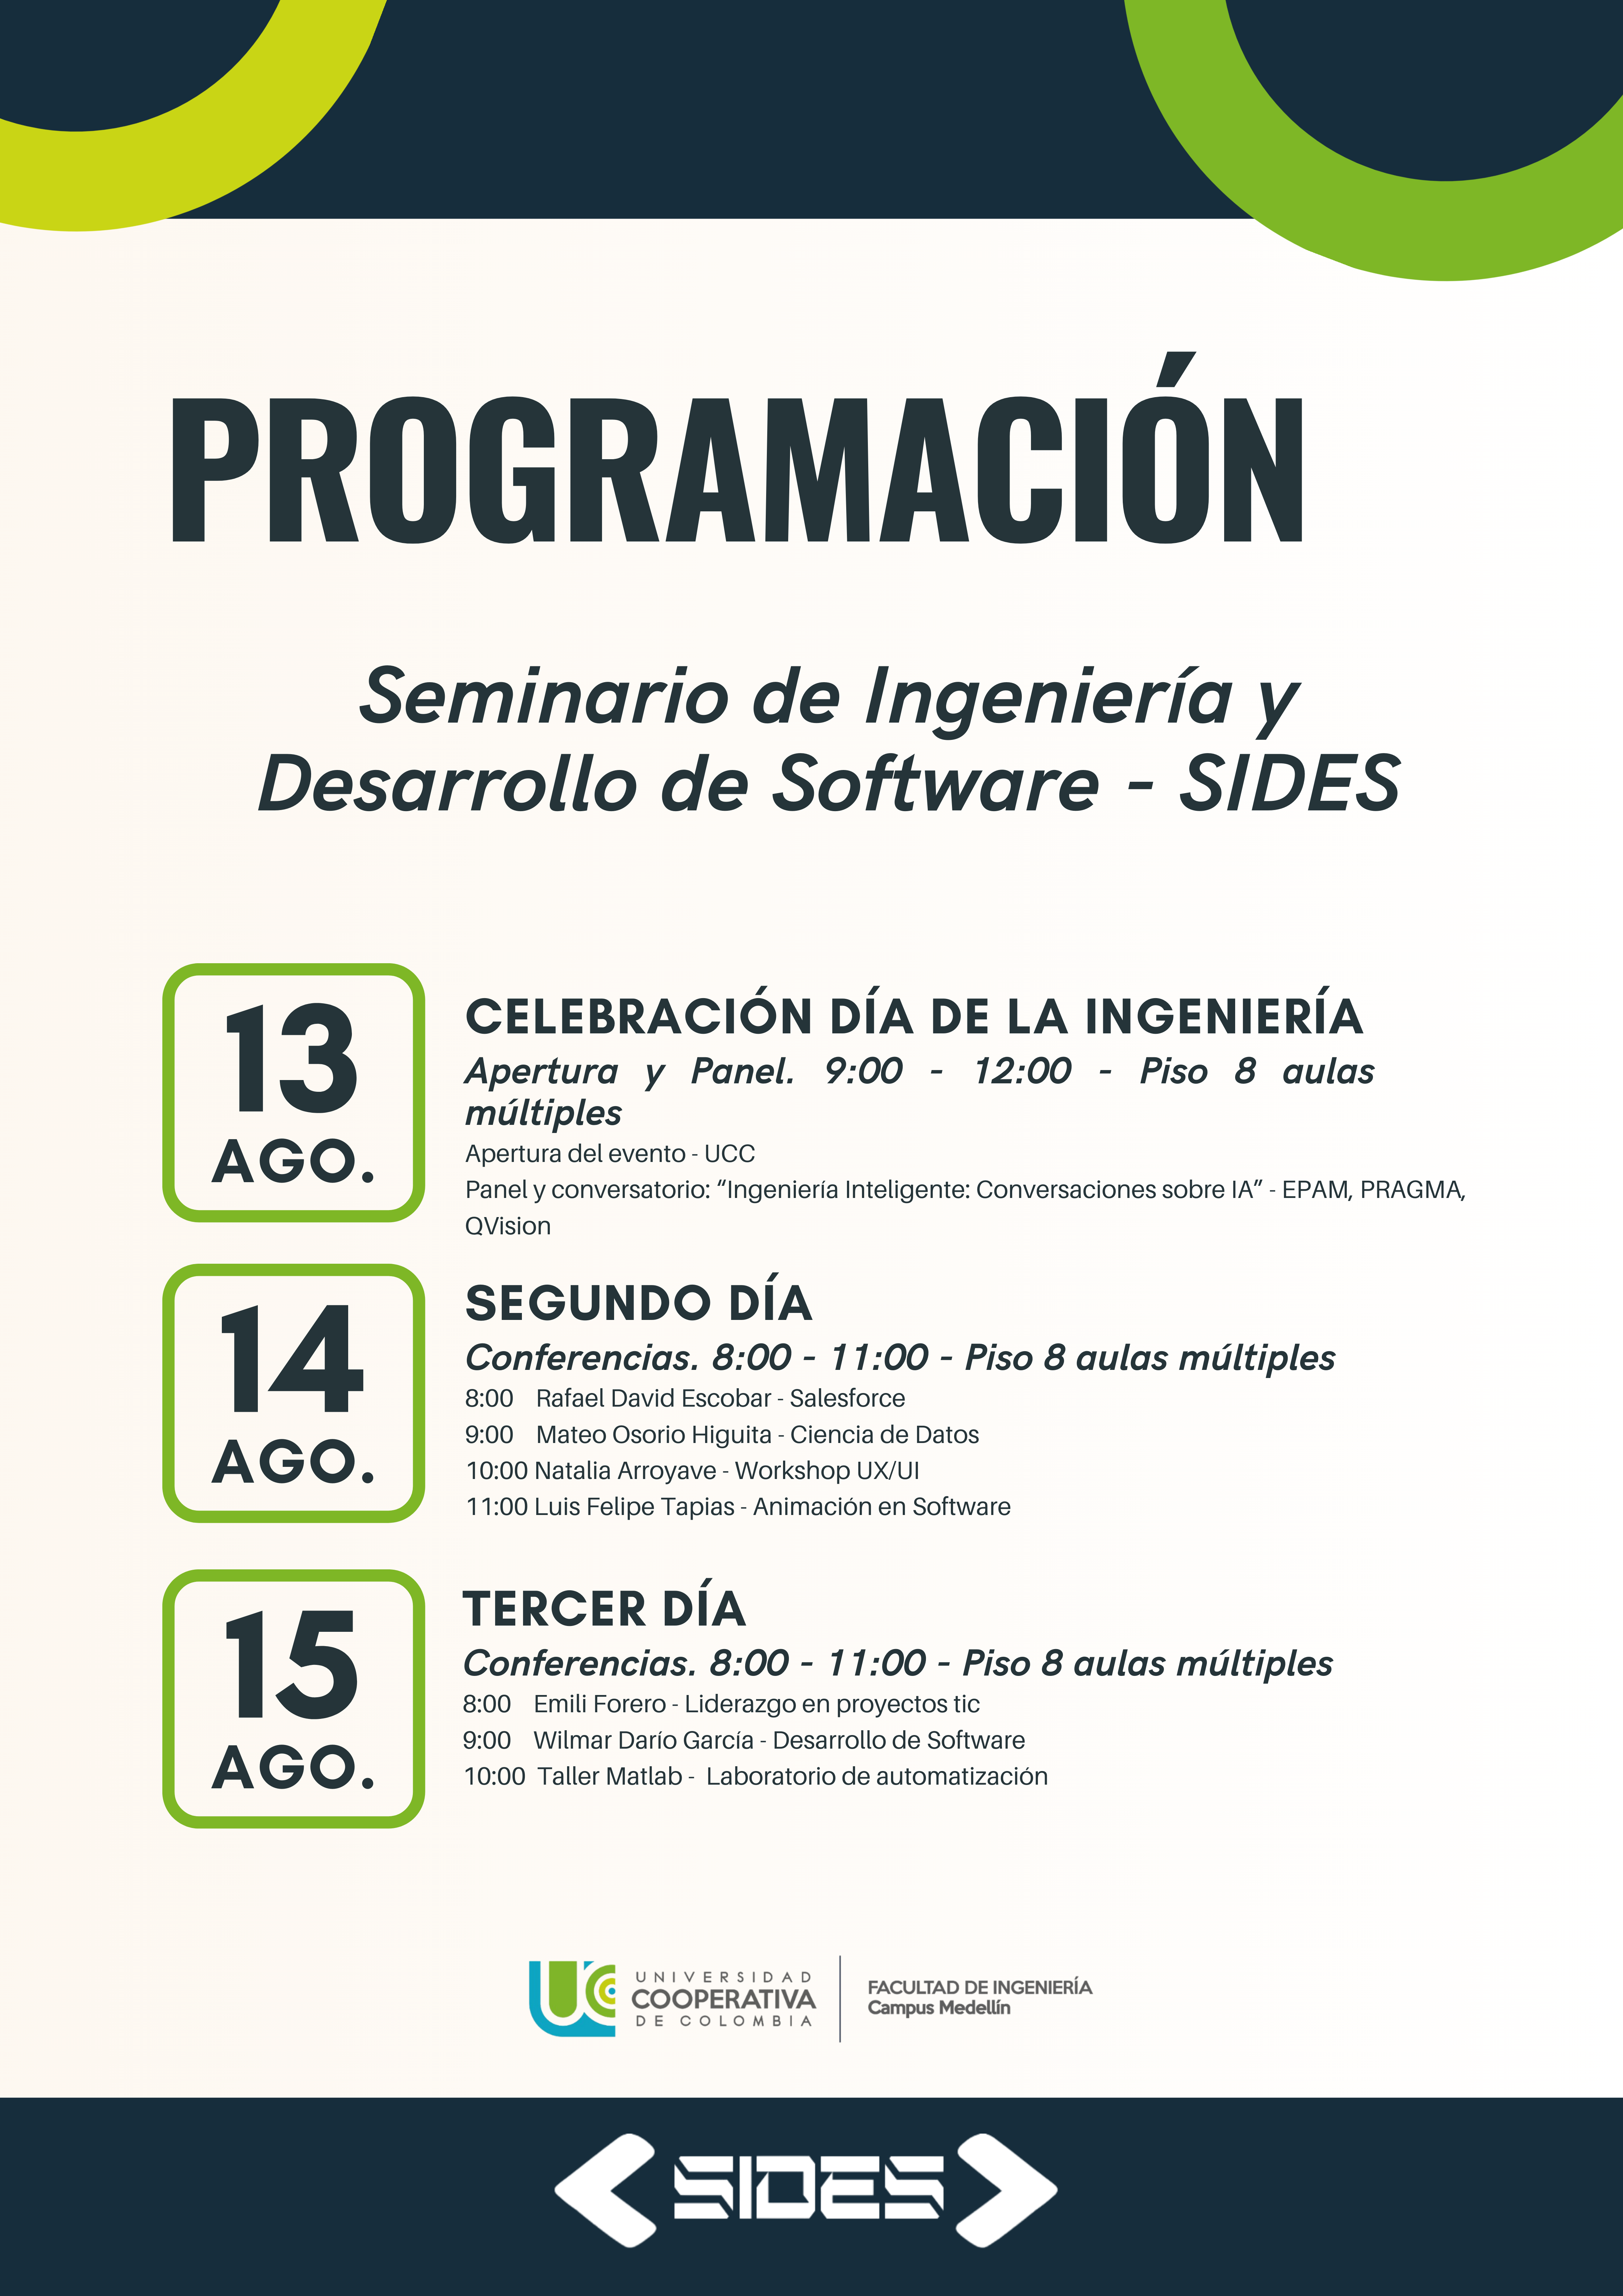 PROGRAMACIÓN
Seminario de Ingeniería y
Desarrollo de Software - SIDES
13
AGO.
CELEBRACIÓN DÍA DE LA INGENIERÍA
Apertura y Panel. 9:00 - 12:00 - Piso 8 aulas
múltiples
Apertura del evento - UCC
Panel y conversatorio: “Ingeniería Inteligente: Conversaciones sobre IA” - EPAM, PRAGMA,
QVision
14
AGO.
SEGUNDO DÍA
Conferencias. 8:00 - 11:00 - Piso 8 aulas múltiples
8:00 Rafael David Escobar - Salesforce
9:00 Mateo Osorio Higuita - Ciencia de Datos
10:00 Natalia Arroyave - Workshop UX/UI
11:00 Luis Felipe Tapias - Animación en Software
15
AGO.
TERCER DÍA
Conferencias. 8:00 - 11:00 - Piso 8 aulas múltiples
8:00 Emili Forero - Liderazgo en proyectos tic
9:00 Wilmar Darío García - Desarrollo de Software
10:00 Taller Matlab - Laboratorio de automatización
UC
UNIVERSIDAD
COOPERATIVA
DE COLOMBIA
FACULTAD DE INGENIERÍA
Campus Medellín
<SIDES>